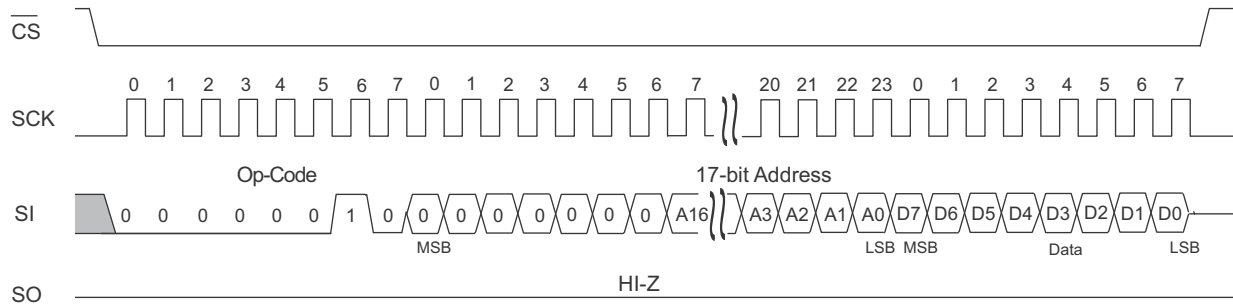 CS
0 1 2 3 4 5 6 7 0 1 2 3 4 5 6 7 20 21 22 23 0 1 2 3 4 5 6 7
SCK
Op-Code 17-bit Address
SI 0 0 0 0 0 0 1 0 0 0 0 0 0 0 0 A16 A3 A2 A1 A0 D7 D6 D5 D4 D3 D2 D1 D0
MSB LSB MSB Data LSB
HI-Z
SO